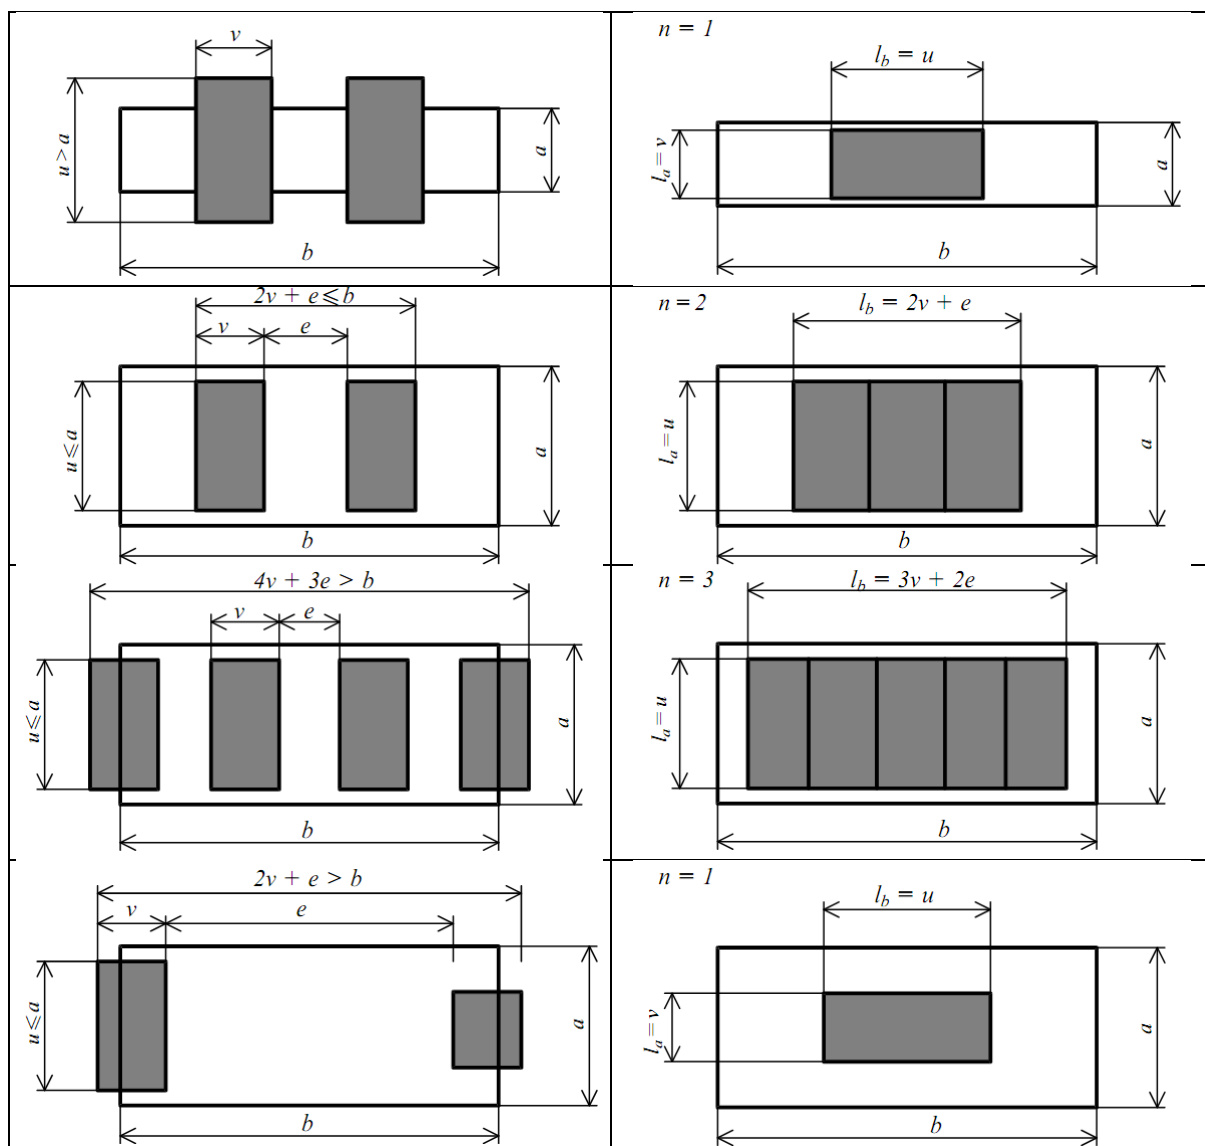 v
u > a
a
b
n = 1
l_b = u
l_a = v
a
b
2v + e ⩽ b
v
e
u ⩽ a
a
b
n = 2
l_b = 2v + e
l_a = u
a
b
4v + 3e > b
v
e
u ⩽ a
a
b
n = 3
l_b = 3v + 2e
l_a = u
a
b
2v + e > b
v
e
u ⩽ a
a
b
n = 1
l_b = u
l_a = v
a
b